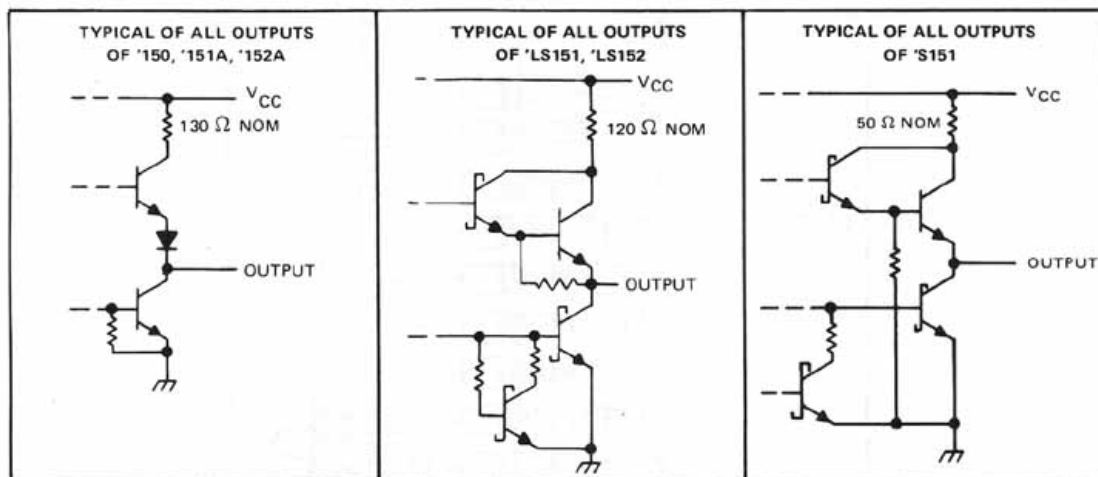 TYPICAL OF ALL OUTPUTS
OF '150, '151A, '152A
VCC
130 Ω NOM
OUTPUT
TYPICAL OF ALL OUTPUTS
OF 'LS151, 'LS152
VCC
120 Ω NOM
OUTPUT
TYPICAL OF ALL OUTPUTS
OF 'S151
VCC
50 Ω NOM
OUTPUT